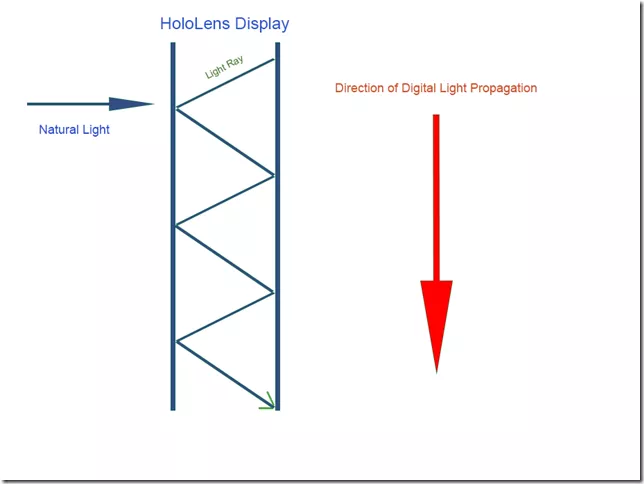 HoloLens Display
Light Ray
Direction of Digital Light Propagation
Natural Light